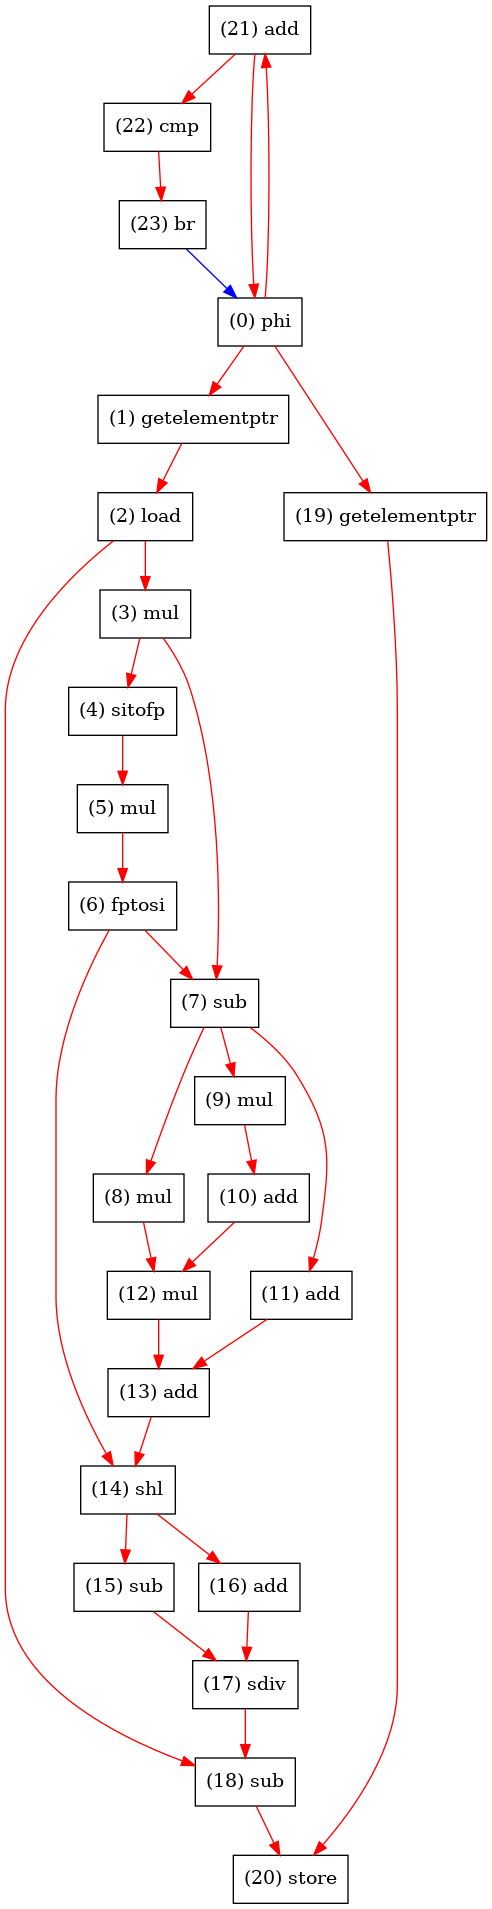 (21) add
(22) cmp
(23) br
(0) phi
(1) getelementptr
(2) load
(19) getelementptr
(3) mul
(4) sitofp
(5) mul
(6) fptosi
(7) sub
(9) mul
(8) mul
(10) add
(12) mul
(11) add
(13) add
(14) shl
(15) sub
(16) add
(17) sdiv
(18) sub
(20) store